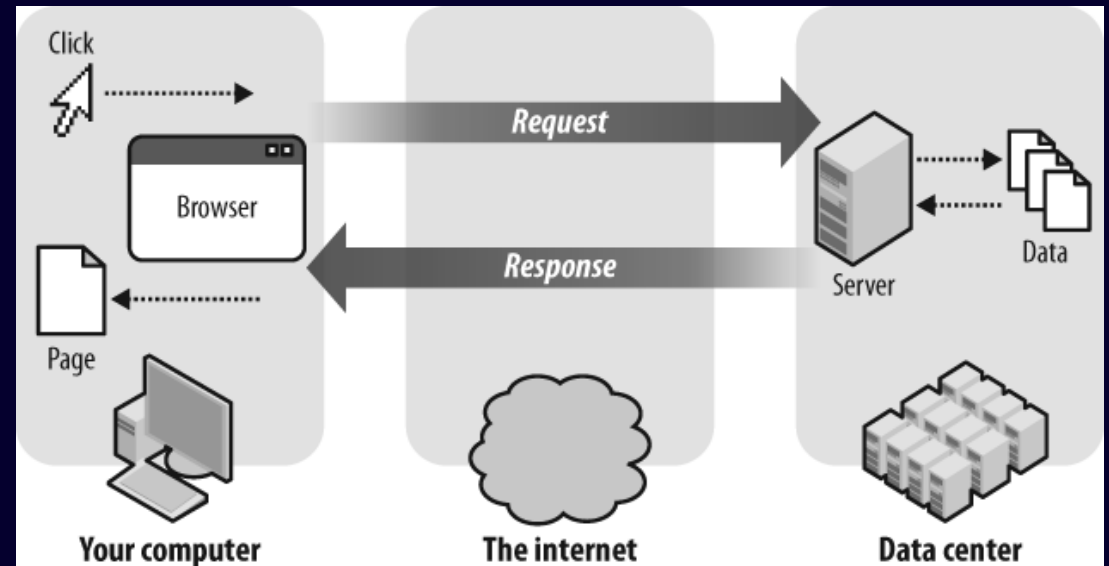 Click
Request
Browser
Response
Data
Server
Page
Your computer
The internet
Data center